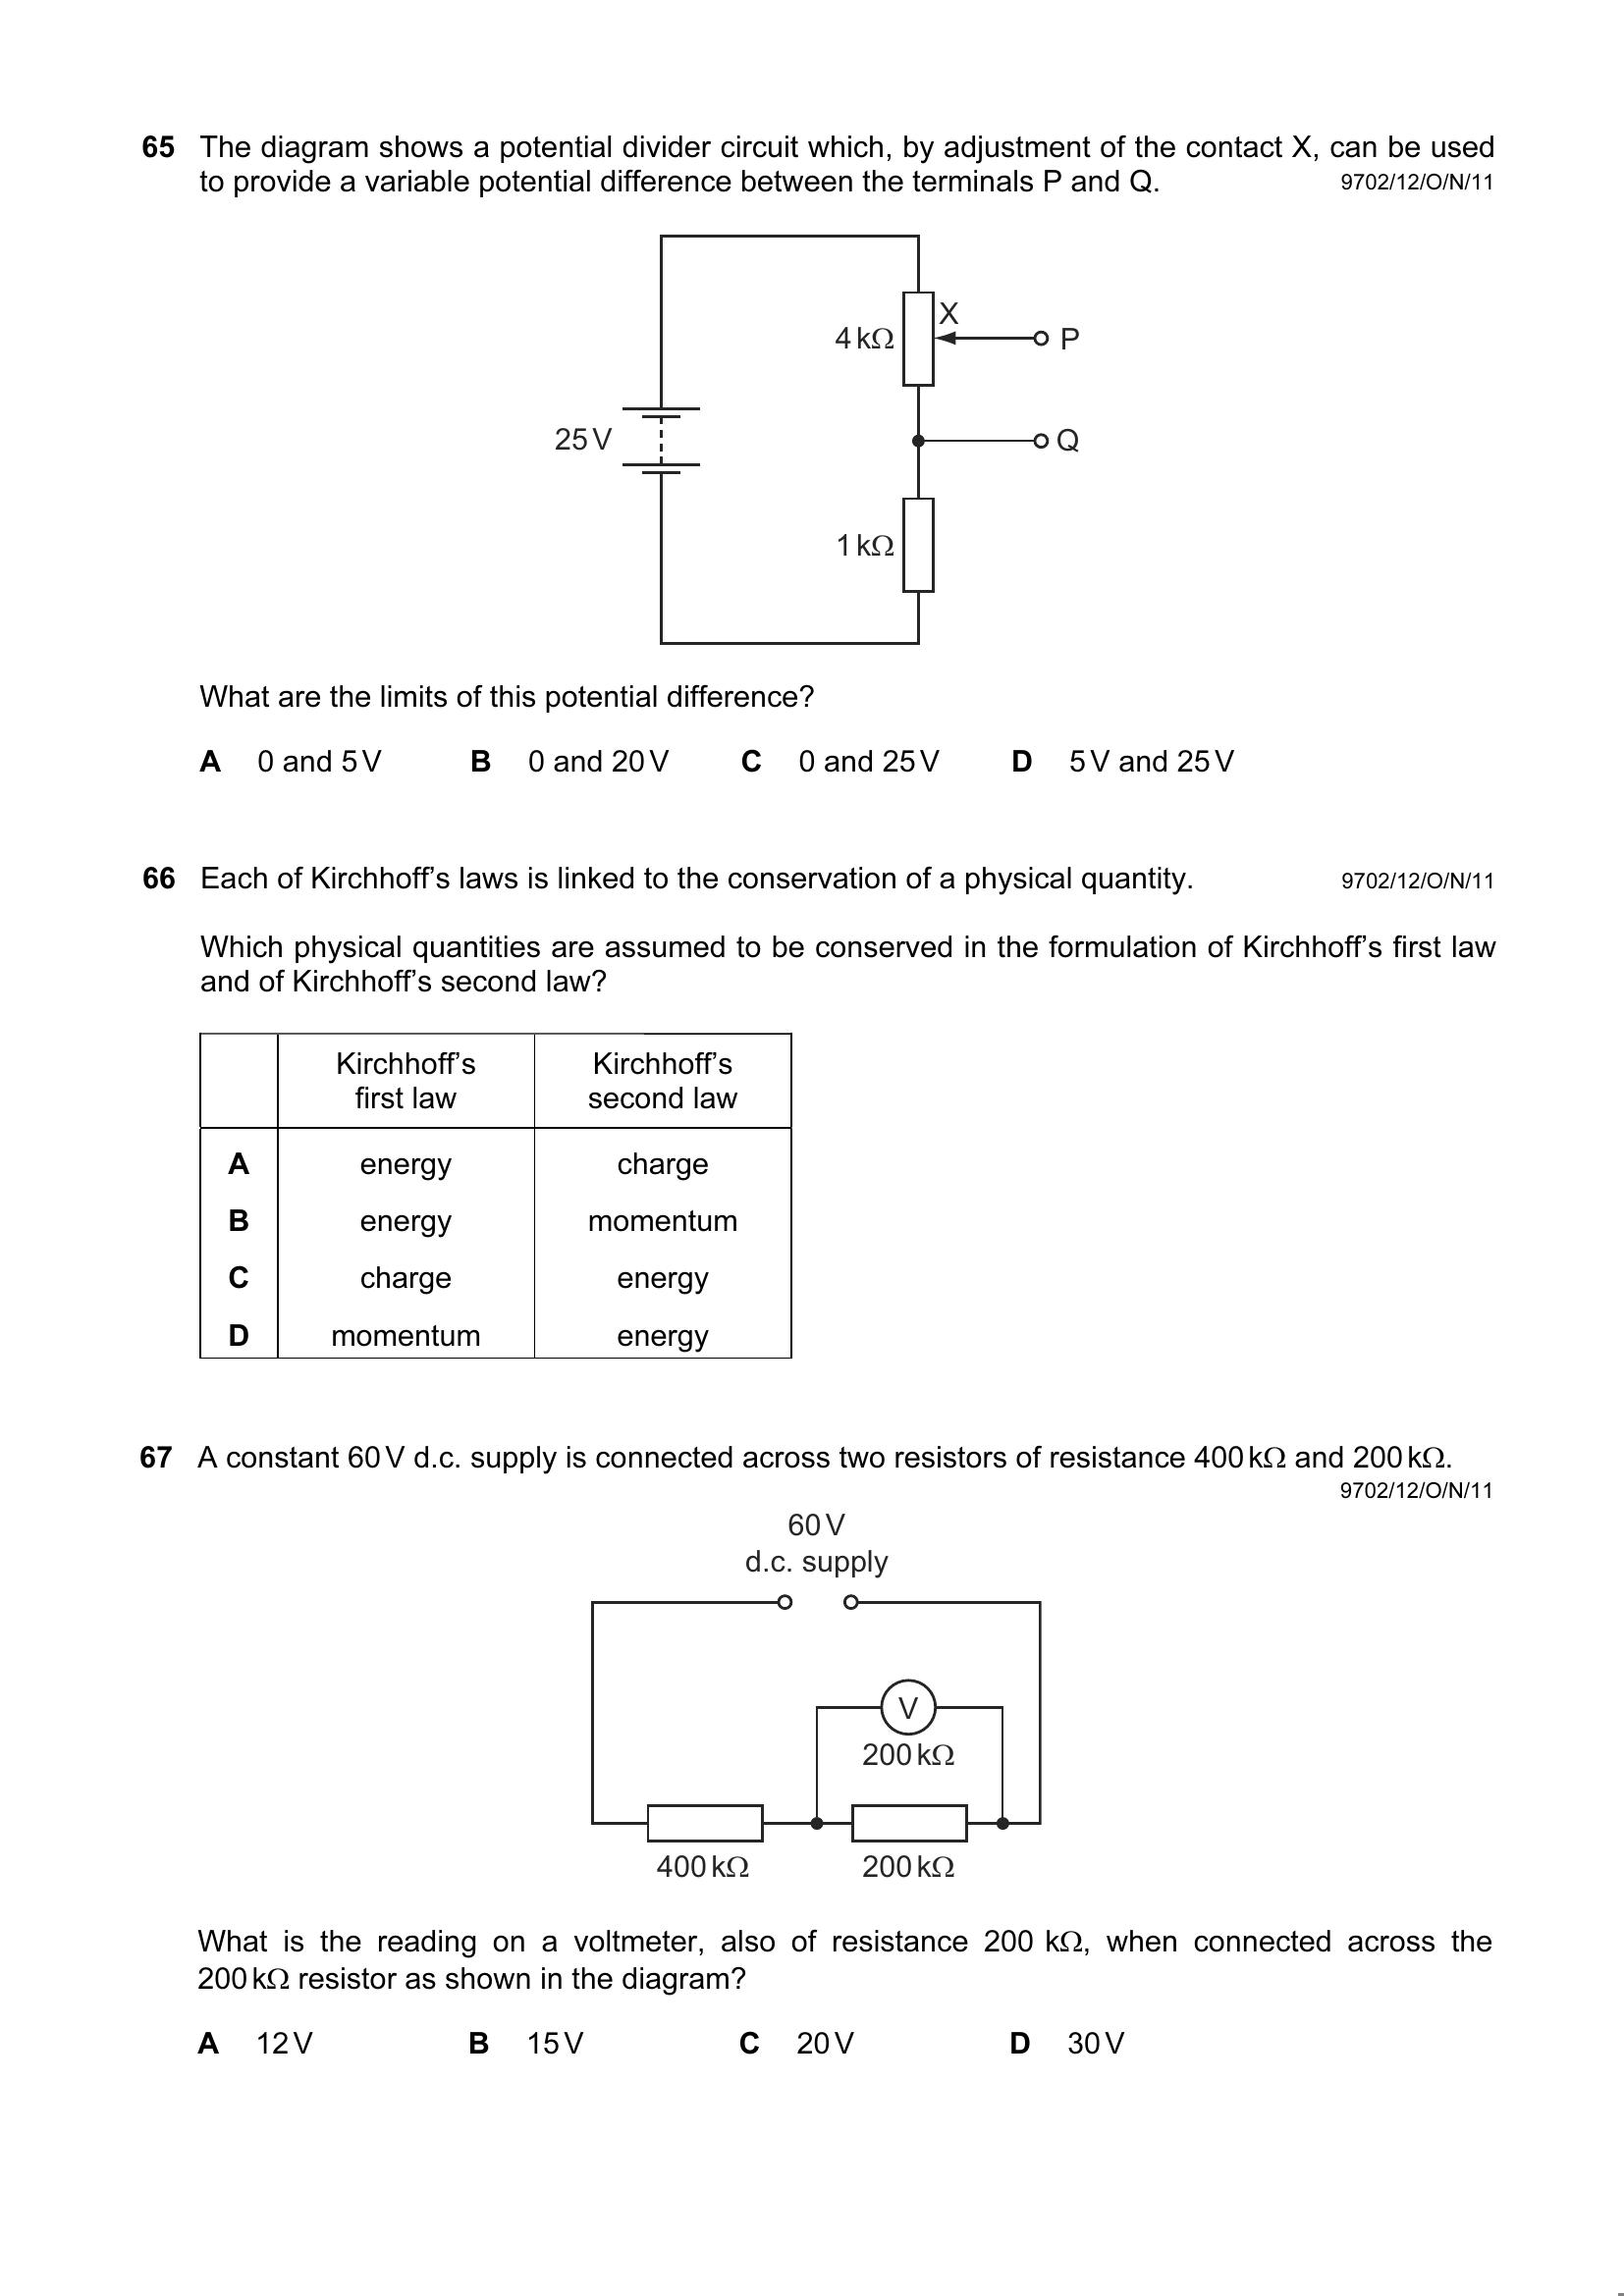 65 The diagram shows a potential divider circuit which, by adjustment of the contact X, can be used
to provide a variable potential difference between the terminals P and Q. 9702/12/O/N/11
X
4 kΩ
P
25 V
Q
1 kΩ
What are the limits of this potential difference?
A 0 and 5 V B 0 and 20 V C 0 and 25 V D 5 V and 25 V
66 Each of Kirchhoff’s laws is linked to the conservation of a physical quantity. 9702/12/O/N/11
Which physical quantities are assumed to be conserved in the formulation of Kirchhoff’s first law
and of Kirchhoff’s second law?
Kirchhoff’s Kirchhoff’s
first law second law
A energy charge
B energy momentum
C charge energy
D momentum energy
67 A constant 60 V d.c. supply is connected across two resistors of resistance 400 kΩ and 200 kΩ.
9702/12/O/N/11
60 V
d.c. supply
V
200 kΩ
400 kΩ 200 kΩ
What is the reading on a voltmeter, also of resistance 200 kΩ, when connected across the
200 kΩ resistor as shown in the diagram?
A 12 V B 15 V C 20 V D 30 V